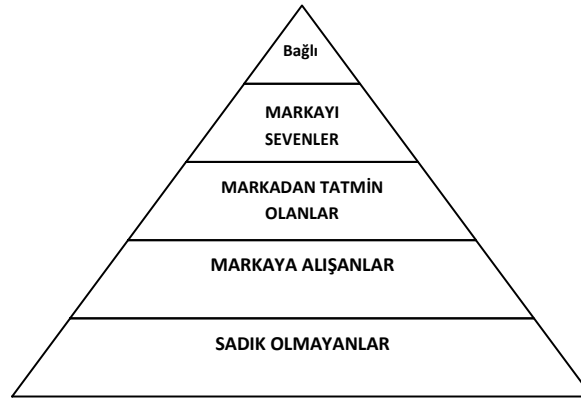 Bağlı
MARKAYI
SEVENLER
MARKADAN TATMİN
OLANLAR
MARKAYA ALIŞANLAR
SADIK OLMAYANLAR